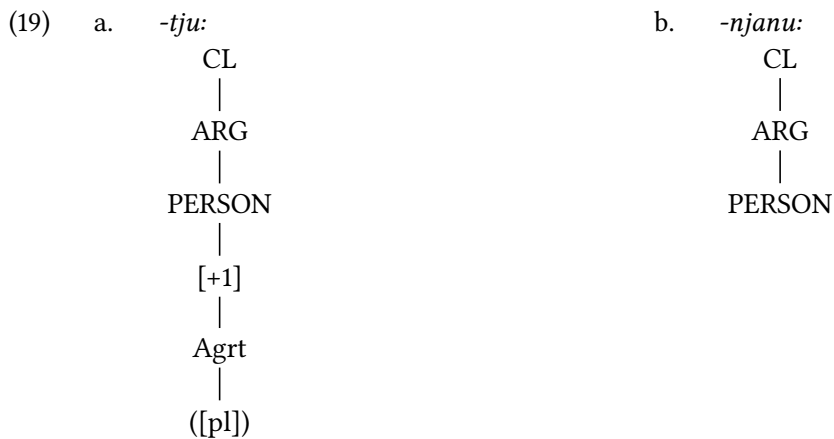 (19) a. -tju: b. -njanu:
CL CL
ARG ARG
PERSON PERSON
[+1]
Agrt
([pl])